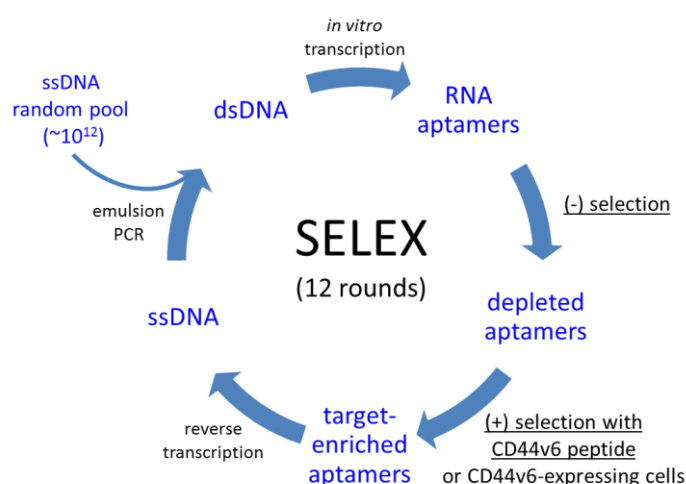 in vitro
transcription
ssDNA
random pool
(~10¹²)
dsDNA
RNA
aptamers
emulsion
PCR
(-) selection
SELEX
(12 rounds)
ssDNA
depleted
aptamers
reverse
transcription
target-
enriched
aptamers
(+) selection with
CD44v6 peptide
or CD44v6-expressing cells